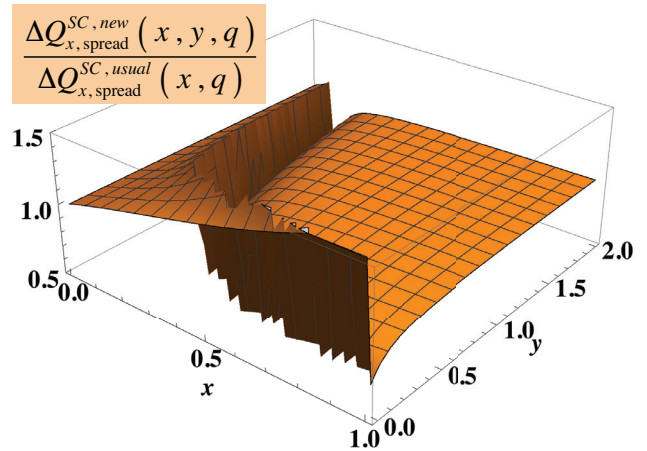 ΔQ^{SC,new}_{x,spread} (x, y, q)
ΔQ^{SC,usual}_{x,spread} (x, q)
1.5
1.0
0.5
0.0
0.5
x
1.0
0.0
0.5
1.0
y
1.5
2.0